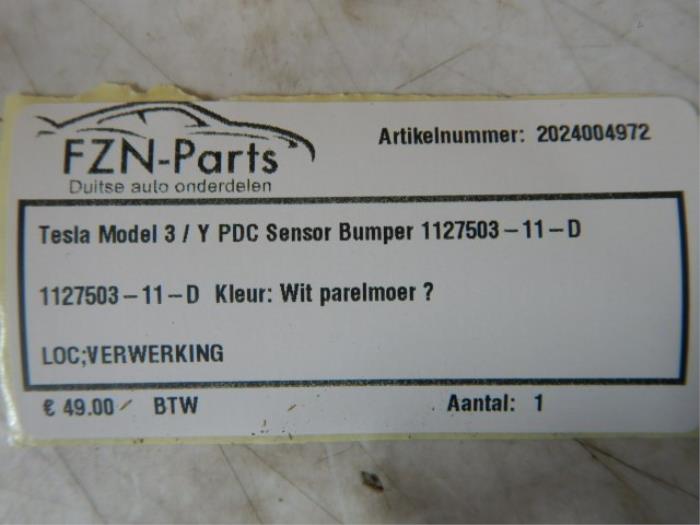 FZN-Parts
Duitse auto onderdelen
Artikelnummer: 2024004972
Tesla Model 3 / Y PDC Sensor Bumper 1127503-11-D
1127503-11-D Kleur: Wit parelmoer ?
LOC;VERWERKING
€ 49.00/ BTW
Aantal: 1